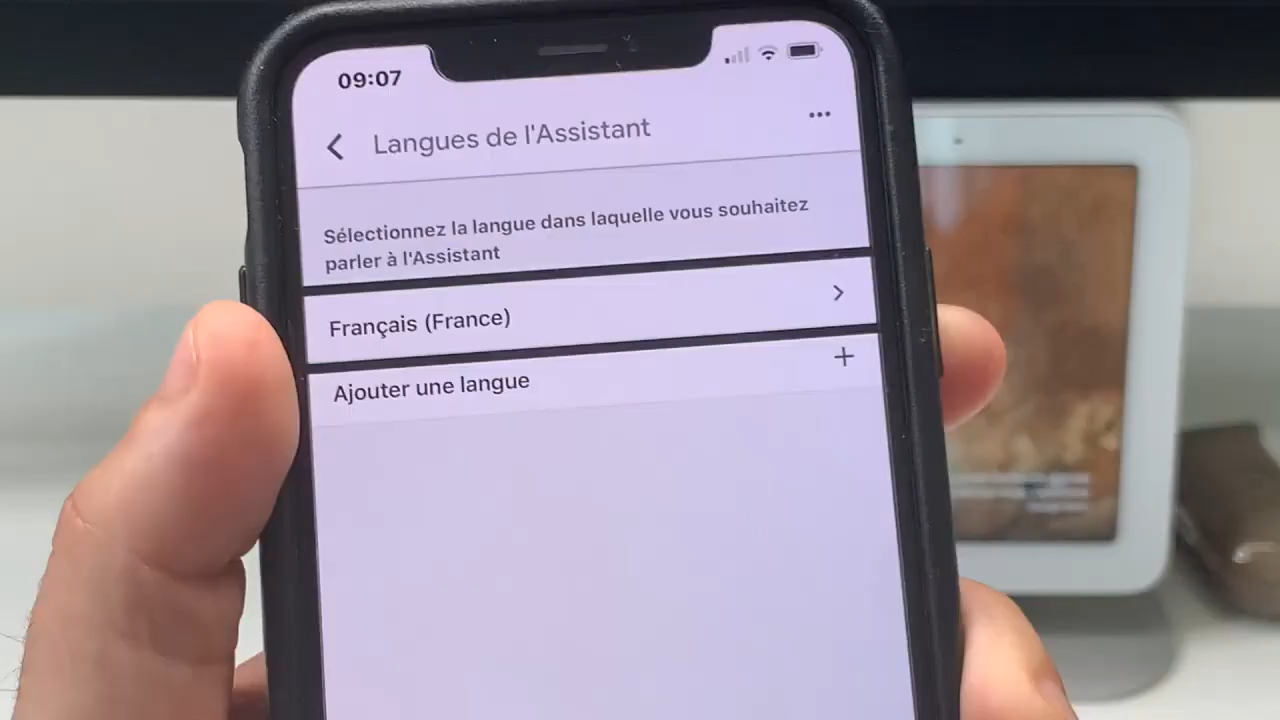 09:07
Langues de l'Assistant
Sélectionnez la langue dans laquelle vous souhaitez
parler à l'Assistant
Français (France)
Ajouter une langue